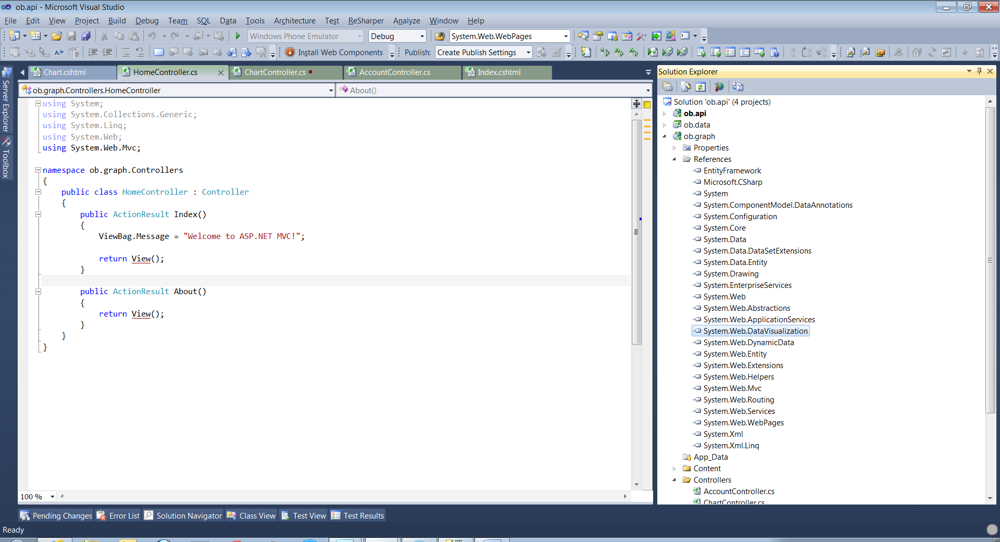 ob.api - Microsoft Visual Studio
File Edit View Project Build Debug Team SQL Data Tools Architecture Test ReSharper Analyze Window Help
Windows Phone Emulator Debug System.Web.WebPages
Install Web Components Publish: Create Publish Settings
Server Explorer
Toolbox
Chart.cshtml HomeController.cs ChartController.cs AccountController.cs Index.cshtml
ob.graph.Controllers.HomeController About()
using System;
using System.Collections.Generic;
using System.Linq;
using System.Web;
using System.Web.Mvc;
namespace ob.graph.Controllers
{
public class HomeController : Controller
{
public ActionResult Index()
{
ViewBag.Message = "Welcome to ASP.NET MVC!";
return View();
}
public ActionResult About()
{
return View();
}
}
}
100 %
Solution Explorer
Solution 'ob.api' (4 projects)
ob.api
ob.data
ob.graph
Properties
References
EntityFramework
Microsoft.CSharp
System
System.ComponentModel.DataAnnotations
System.Configuration
System.Core
System.Data
System.Data.DataSetExtensions
System.Data.Entity
System.Drawing
System.EnterpriseServices
System.Web
System.Web.Abstractions
System.Web.ApplicationServices
System.Web.DataVisualization
System.Web.DynamicData
System.Web.Entity
System.Web.Extensions
System.Web.Helpers
System.Web.Mvc
System.Web.Routing
System.Web.Services
System.Web.WebPages
System.Xml
System.Xml.Linq
App_Data
Content
Controllers
AccountController.cs
ChartController.cs
Pending Changes Error List Solution Navigator Class View Test View Test Results
Ready